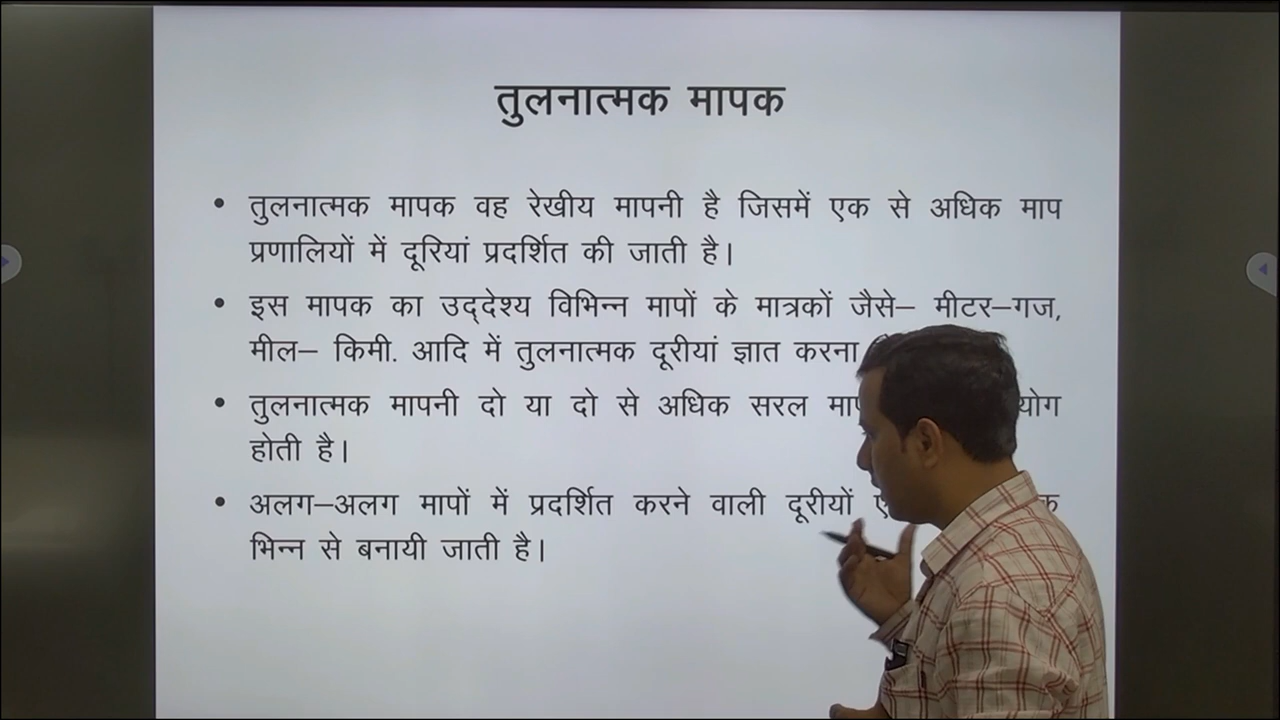 तुलनात्मक मापक
• तुलनात्मक मापक वह रेखीय मापनी है जिसमें एक से अधिक माप
प्रणालियों में दूरियां प्रदर्शित की जाती है।
• इस मापक का उद्देश्य विभिन्न मापों के मात्रकों जैसे– मीटर–गज,
मील– किमी. आदि में तुलनात्मक दूरीयां ज्ञात करना
• तुलनात्मक मापनी दो या दो से अधिक सरल
होती है।
• अलग–अलग मापों में प्रदर्शित करने वाली दूरीयों
भिन्न से बनायी जाती है।